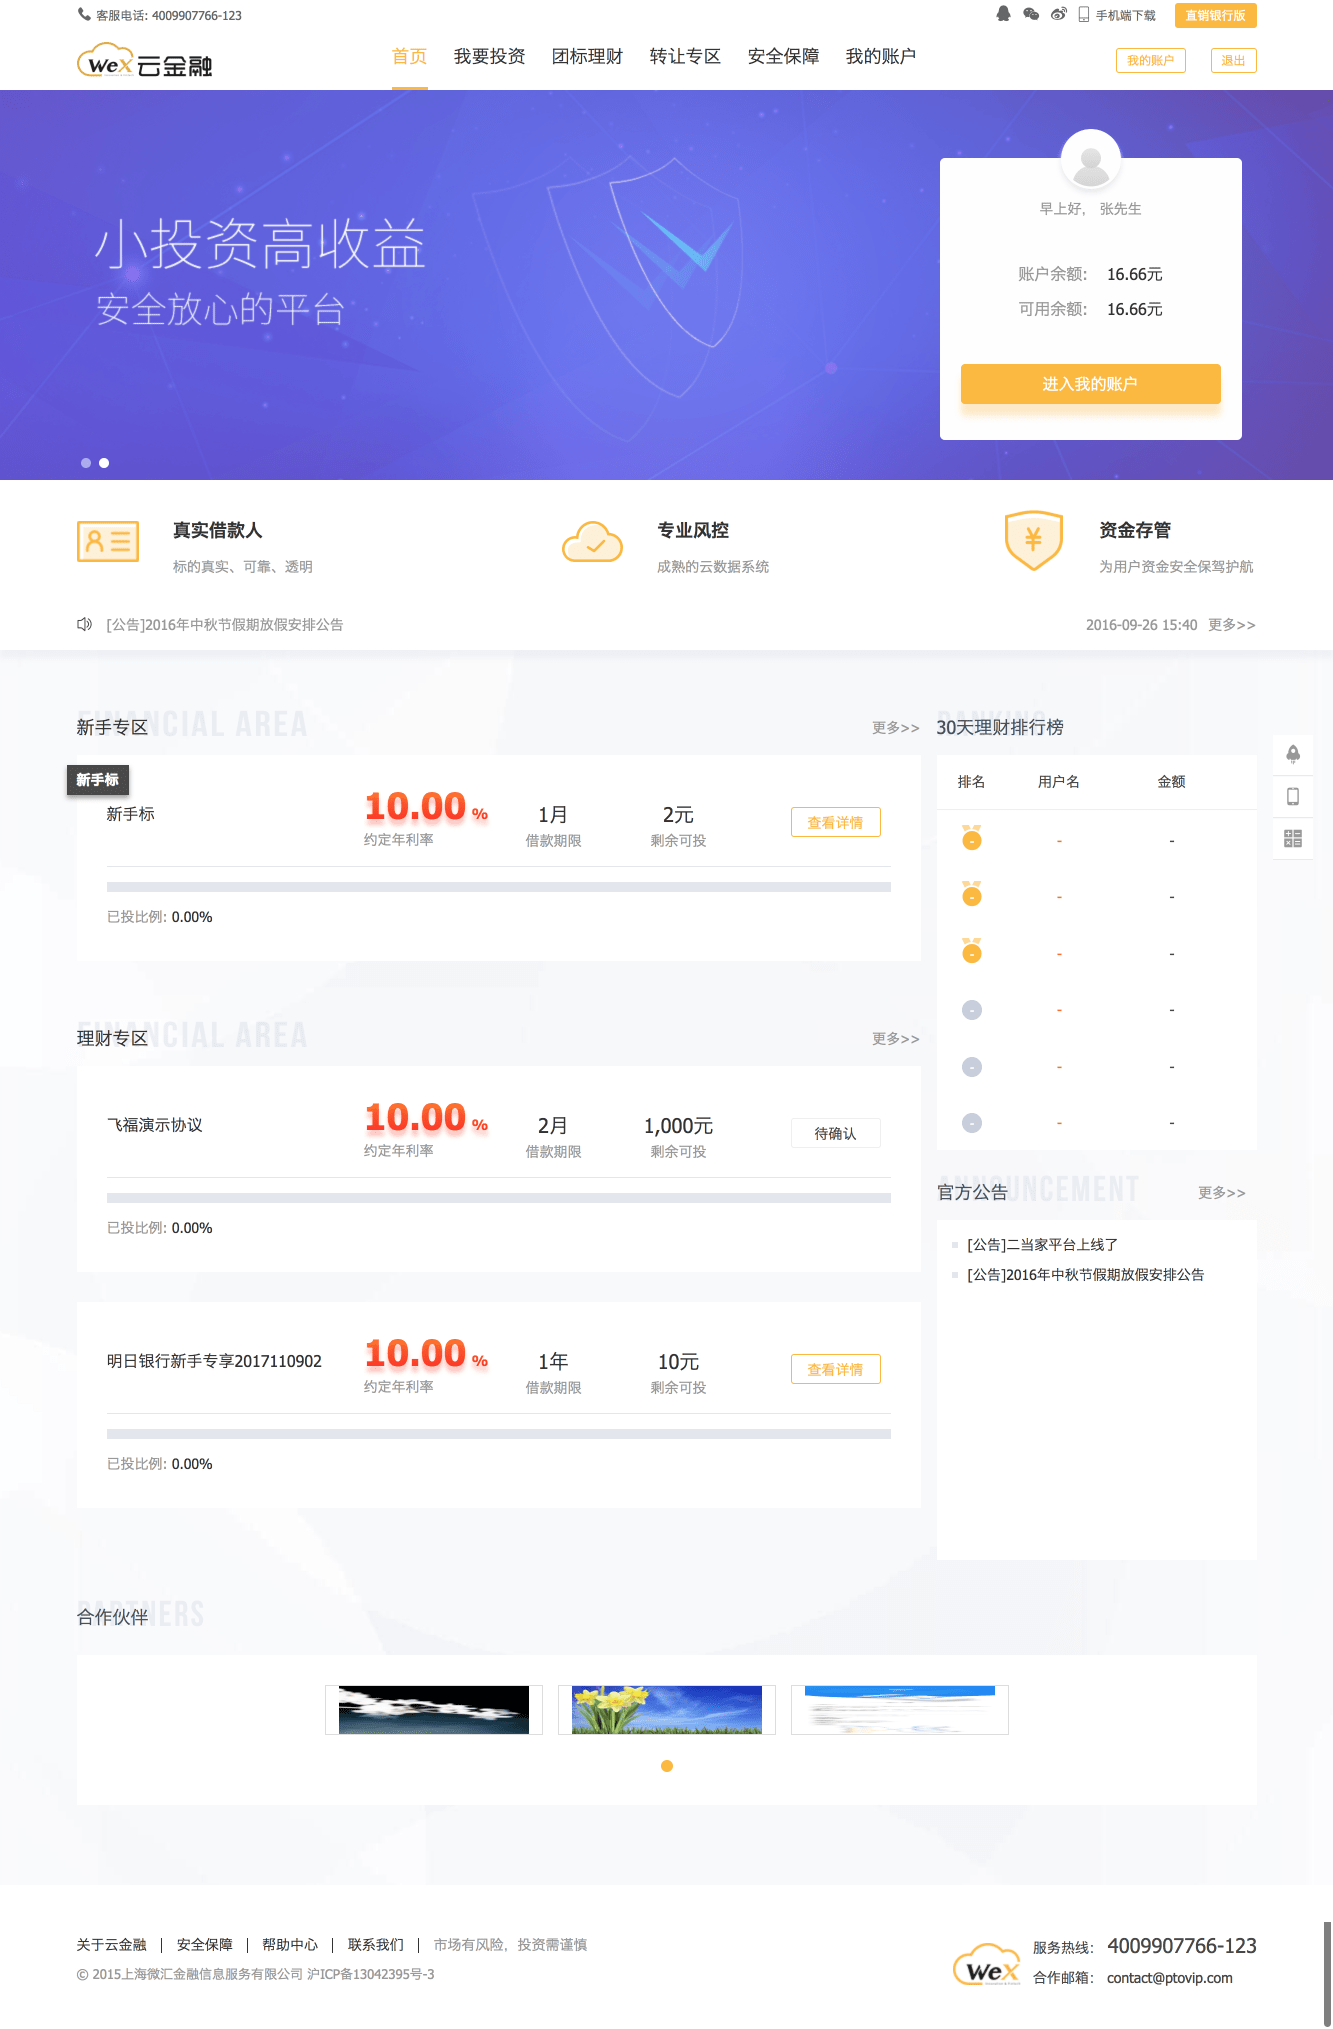 客服电话: 4009907766-123
手机端下载
直销银行版
WeX云金融
首页 我要投资 团标理财 转让专区 安全保障 我的账户
我的账户 退出
小投资高收益
安全放心的平台
早上好， 张先生
账户余额: 16.66元
可用余额: 16.66元
进入我的账户
真实借款人
标的真实、可靠、透明
专业风控
成熟的云数据系统
资金存管
为用户资金安全保驾护航
[公告]2016年中秋节假期放假安排公告
2016-09-26 15:40 更多>>
FINANCIAL AREA
新手专区
更多>>
新手标
新手标
10.00 %
约定年利率
1月
借款期限
2元
剩余可投
查看详情
已投比例: 0.00%
FINANCIAL AREA
理财专区
更多>>
飞福演示协议
10.00 %
约定年利率
2月
借款期限
1,000元
剩余可投
待确认
已投比例: 0.00%
明日银行新手专享2017110902
10.00 %
约定年利率
1年
借款期限
10元
剩余可投
查看详情
已投比例: 0.00%
RANKING
30天理财排行榜
排名 用户名 金额
- - -
- - -
- - -
- - -
- - -
- - -
ANNOUNCEMENT
官方公告
更多>>
[公告]二当家平台上线了
[公告]2016年中秋节假期放假安排公告
PARTNERS
合作伙伴
关于云金融 | 安全保障 | 帮助中心 | 联系我们 | 市场有风险，投资需谨慎
© 2015上海微汇金融信息服务有限公司 沪ICP备13042395号-3
WeX
服务热线: 4009907766-123
合作邮箱: contact@ptovip.com